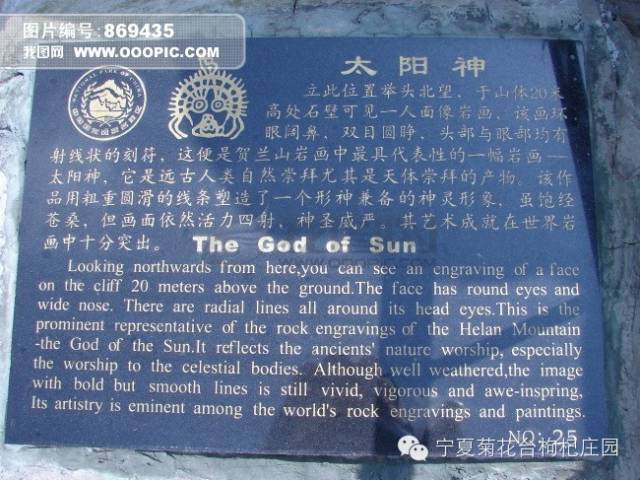 图片编号:869435
我图网 WWW.OOOPIC.COM
太阳神
立此位置举头北望，于山体20米
高处石壁可见一人面像岩画，该画环
眼阔鼻，双目圆睁，头部与眼部均有
射线状的刻符，这便是贺兰山岩画中最具代表性的一幅岩画—
太阳神，它是远古人类自然崇拜尤其是天体崇拜的产物。该作
品用粗重圆滑的线条塑造了一个形神兼备的神灵形象，虽饱经
苍桑，但画面依然活力四射，神圣威严。其艺术成就在世界岩
画中十分突出。 The God of Sun
Looking northwards from here,you can see an engraving of a face
on the cliff 20 meters above the ground.The face has round eyes and
wide nose. There are radial lines all around its head eyes.This is the
prominent representative of the rock engravings of the Helan Mountain
-the God of the Sun.It reflects the ancients' nature worship, especially
the worship to the celestial bodies. Although well weathered,the image
with bold but smooth lines is still vivid, vigorous and awe-inspring,
Its artistry is eminent among the world's rock engravings and paintings.
NO: 25
宁夏菊花台枸杞庄园